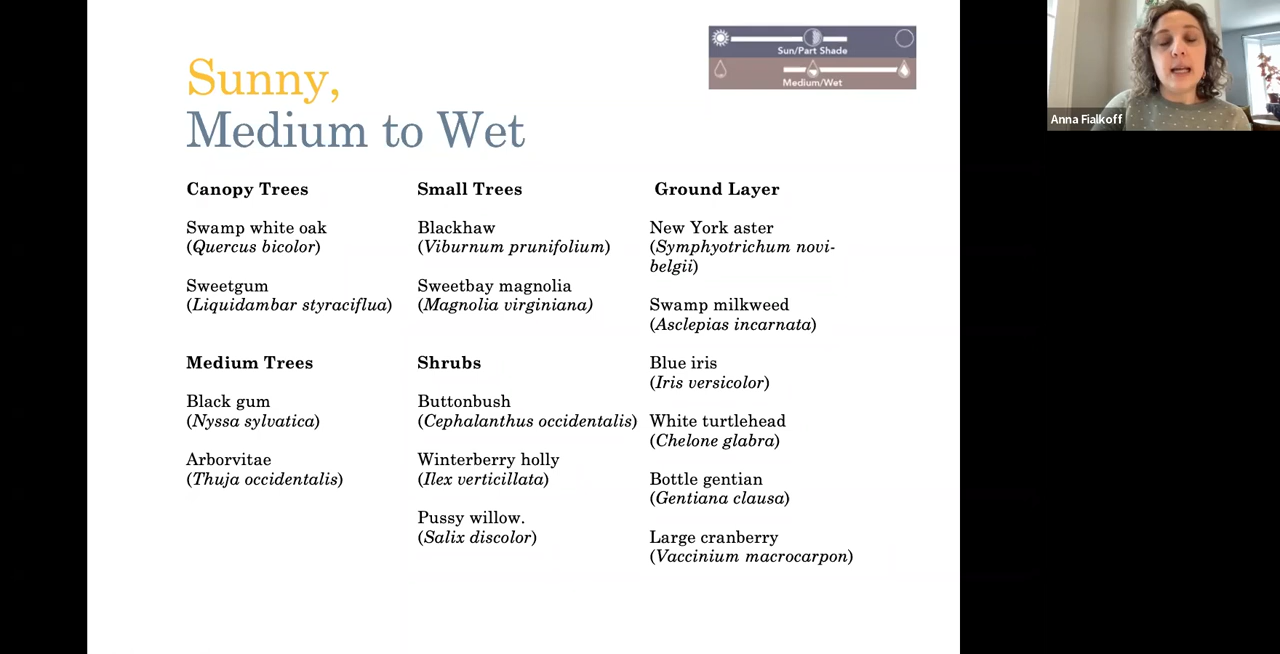 Sun/Part Shade
Medium/Wet
Anna Fialkoff
Sunny,
Medium to Wet
Canopy Trees
Swamp white oak
(Quercus bicolor)
Sweetgum
(Liquidambar styraciflua)
Medium Trees
Black gum
(Nyssa sylvatica)
Arborvitae
(Thuja occidentalis)
Small Trees
Blackhaw
(Viburnum prunifolium)
Sweetbay magnolia
(Magnolia virginiana)
Shrubs
Buttonbush
(Cephalanthus occidentalis)
Winterberry holly
(Ilex verticillata)
Pussy willow.
(Salix discolor)
Ground Layer
New York aster
(Symphyotrichum novi-
belgii)
Swamp milkweed
(Asclepias incarnata)
Blue iris
(Iris versicolor)
White turtlehead
(Chelone glabra)
Bottle gentian
(Gentiana clausa)
Large cranberry
(Vaccinium macrocarpon)